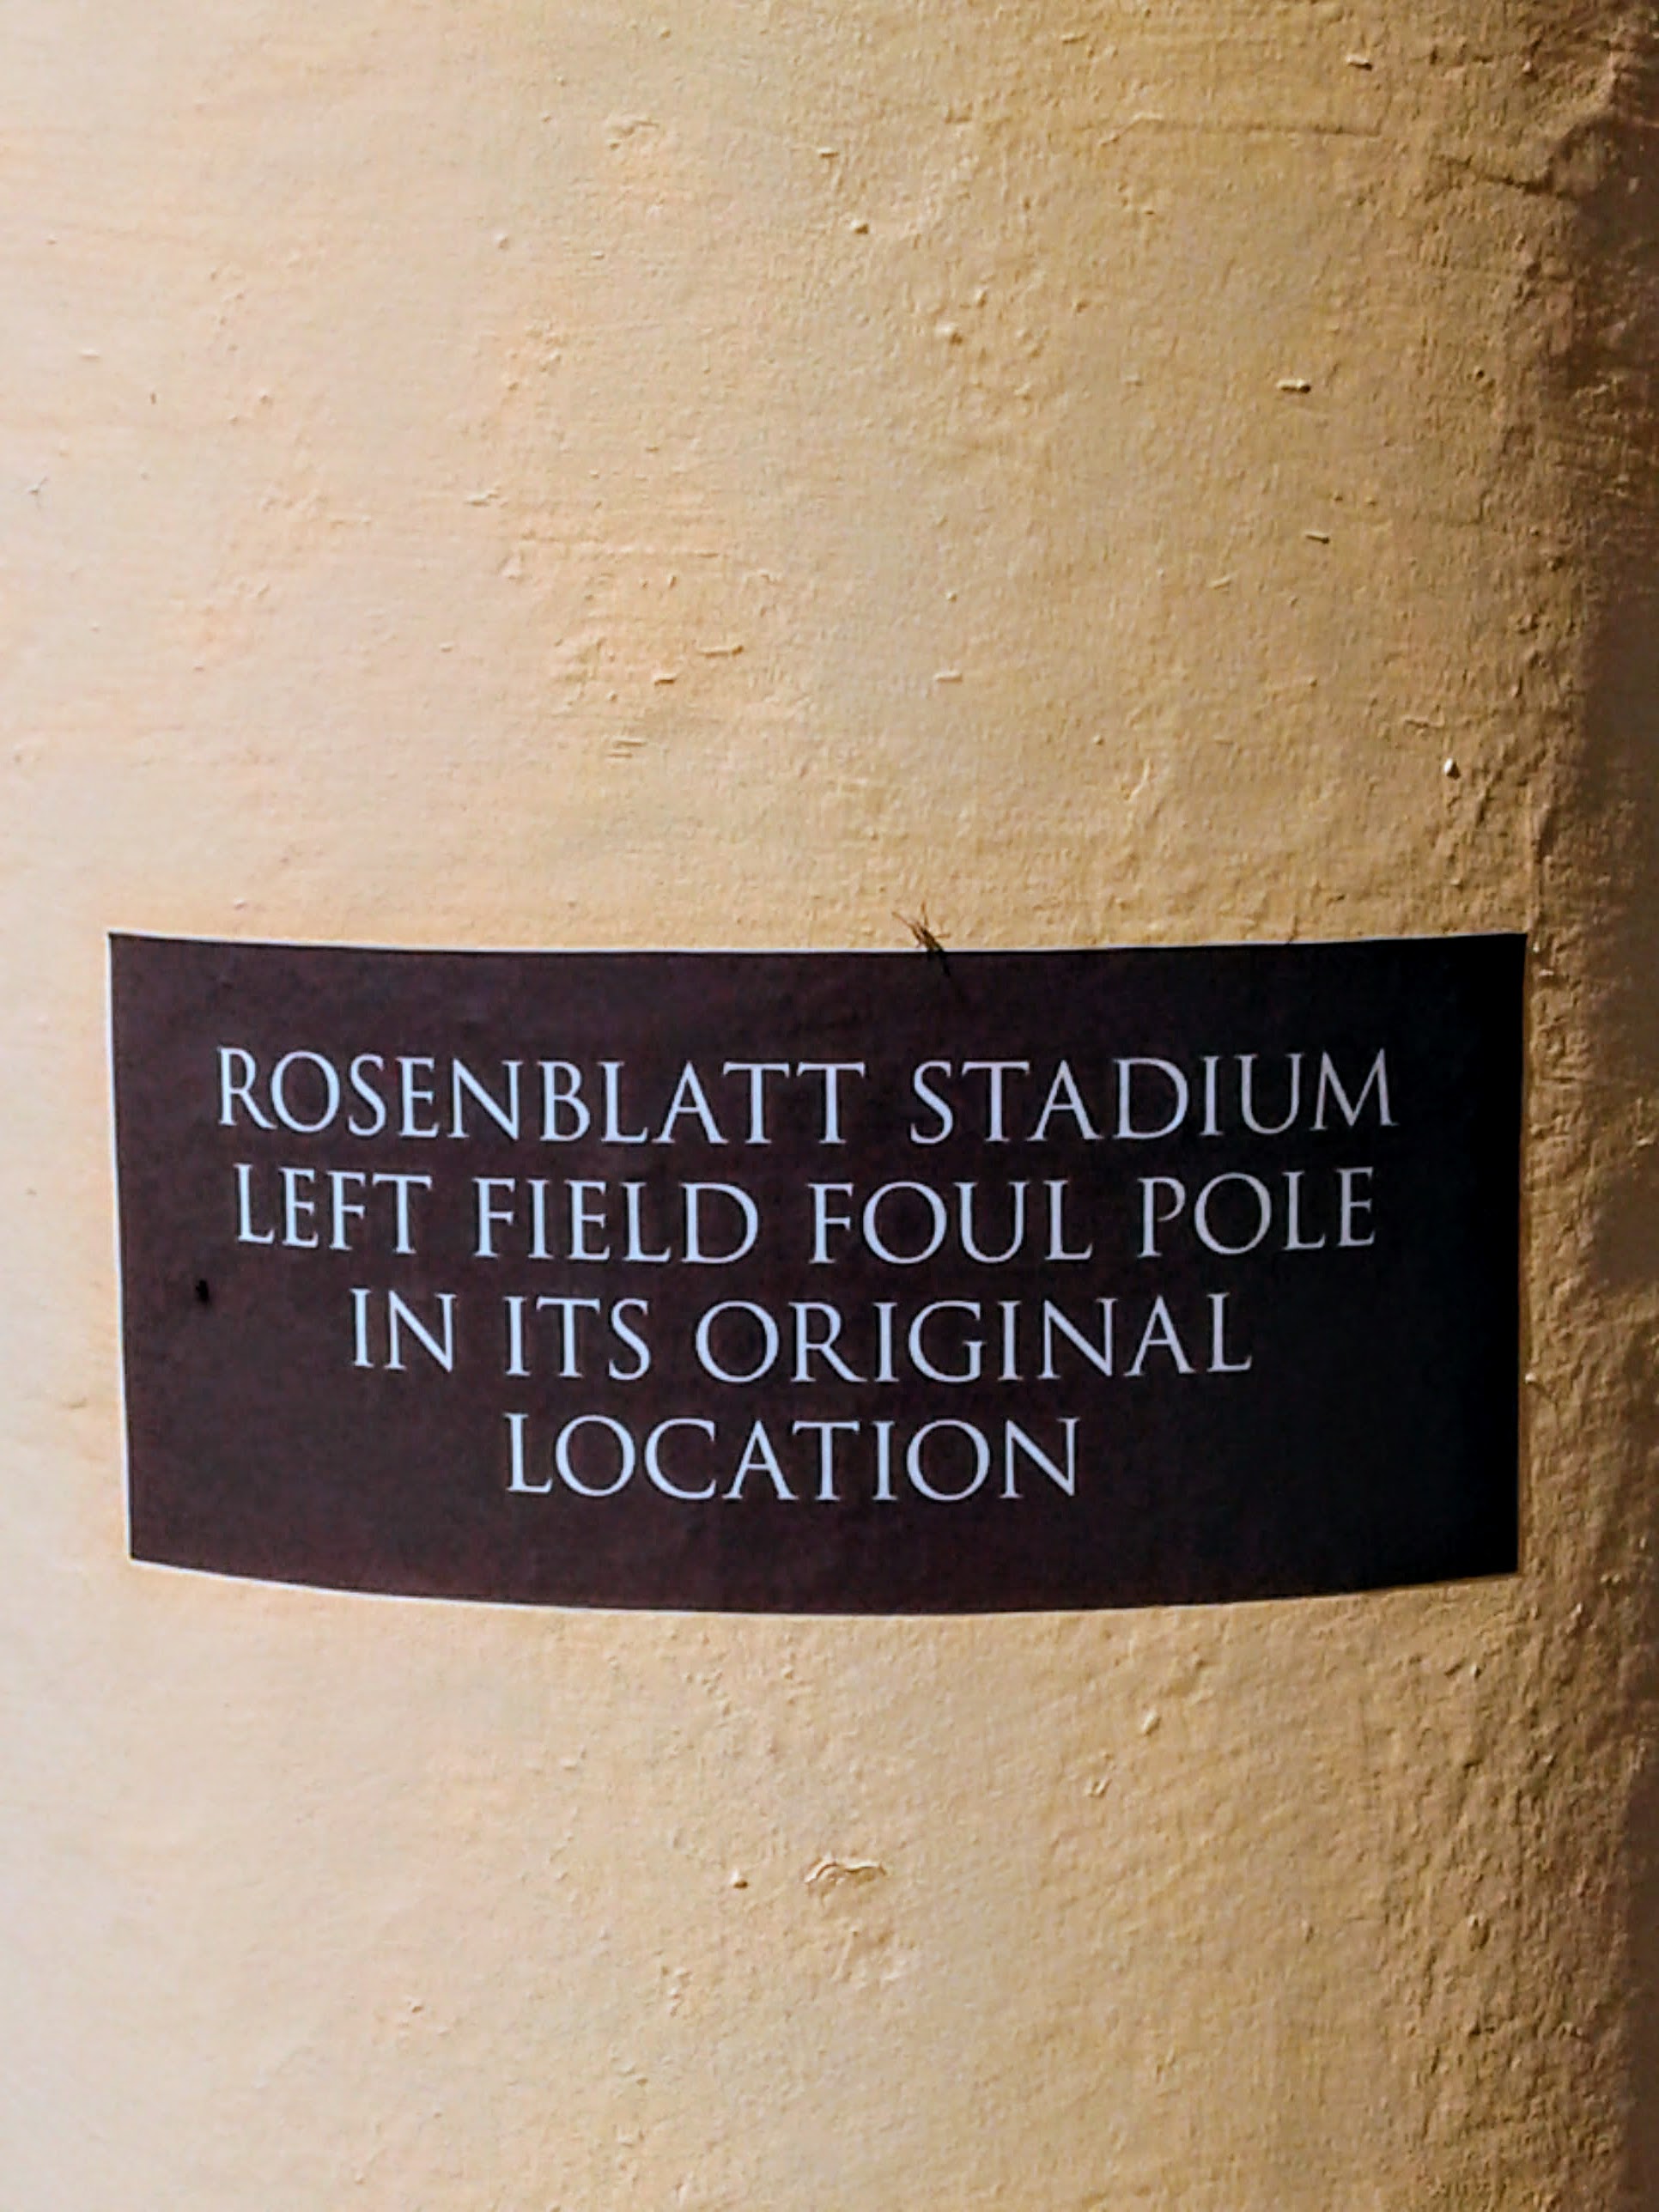 ROSENBLATT STADIUM
LEFT FIELD FOUL POLE
IN ITS ORIGINAL
LOCATION